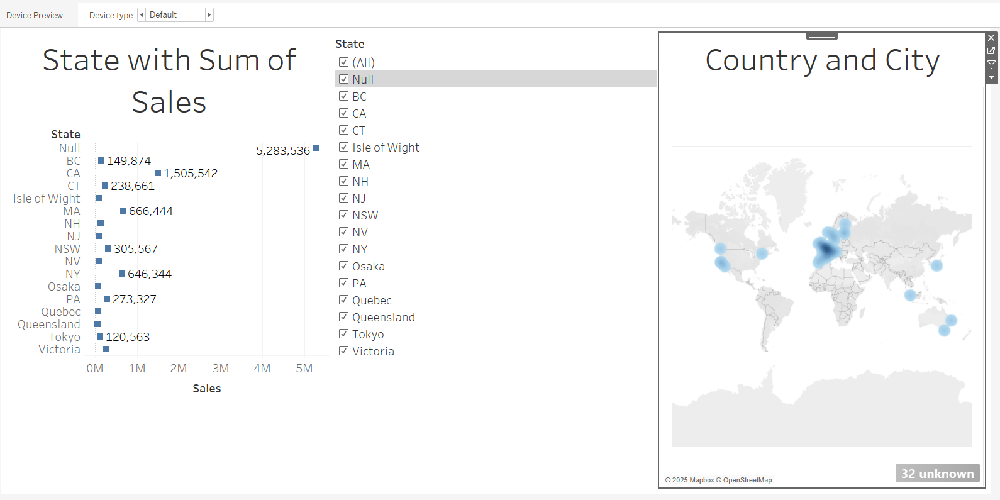 Device Preview
Device type
Default
State with Sum of
Sales
State
Null
5,283,536
BC
149,874
CA
1,505,542
CT
238,661
Isle of Wight
MA
666,444
NH
NJ
NSW
305,567
NV
NY
646,344
Osaka
PA
273,327
Quebec
Queensland
Tokyo
120,563
Victoria
0M
1M
2M
3M
4M
5M
Sales
State
(All)
Null
BC
CA
CT
Isle of Wight
MA
NH
NJ
NSW
NV
NY
Osaka
PA
Quebec
Queensland
Tokyo
Victoria
Country and City
32 unknown
© 2025 Mapbox © OpenStreetMap